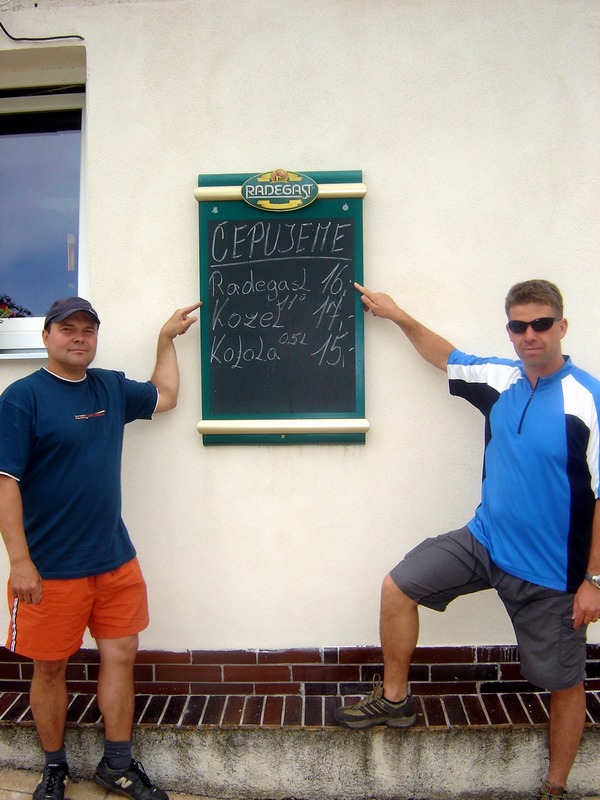 RADEGAST
ČEPUJEME
Radegast 16,-
Kozel 11° 17,-
Kofola 0,5L 15,-